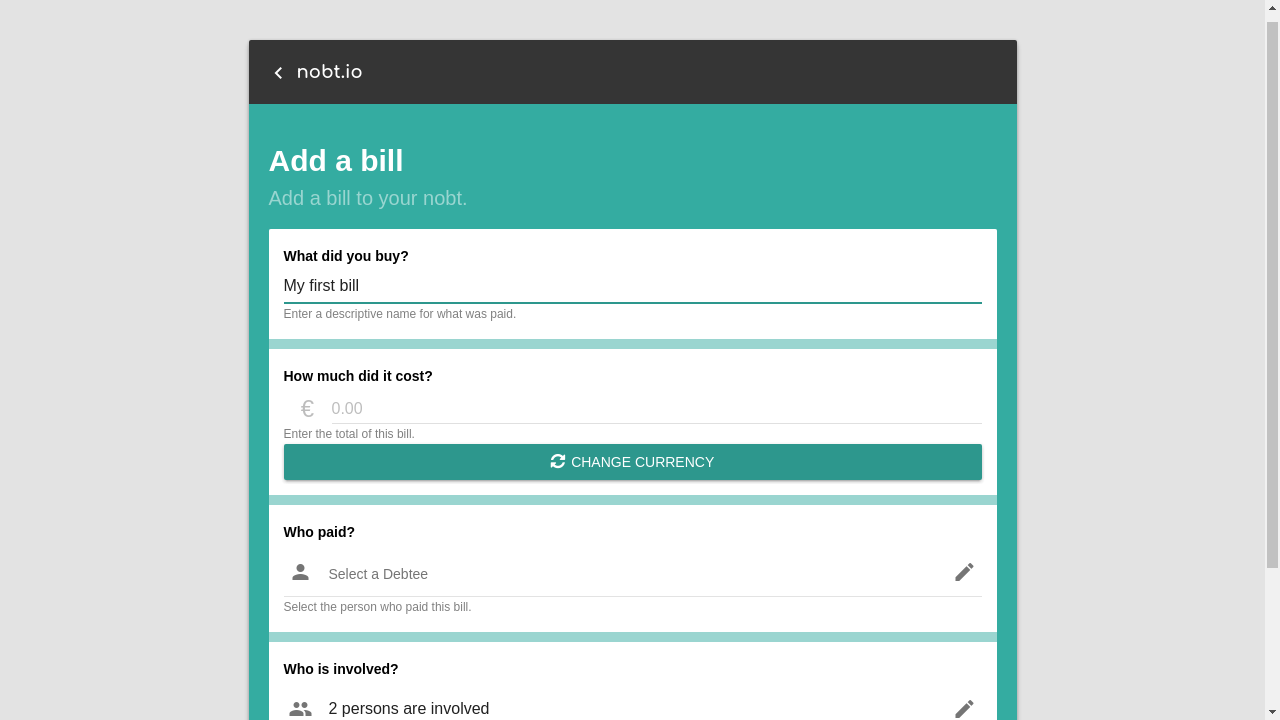 nobt.io
Add a bill
Add a bill to your nobt.
What did you buy?
My first bill
Enter a descriptive name for what was paid.
How much did it cost?
€ 0.00
Enter the total of this bill.
CHANGE CURRENCY
Who paid?
Select a Debtee
Select the person who paid this bill.
Who is involved?
2 persons are involved